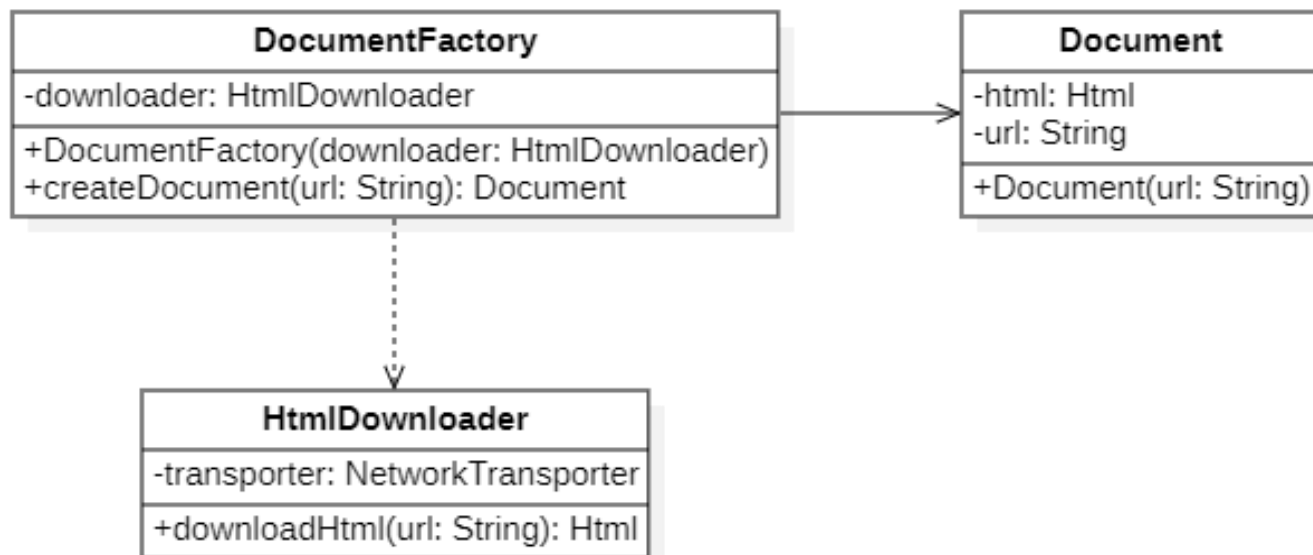 DocumentFactory
-downloader: HtmlDownloader
+DocumentFactory(downloader: HtmlDownloader)
+createDocument(url: String): Document
Document
-html: Html
-url: String
+Document(url: String)
HtmlDownloader
-transporter: NetworkTransporter
+downloadHtml(url: String): Html